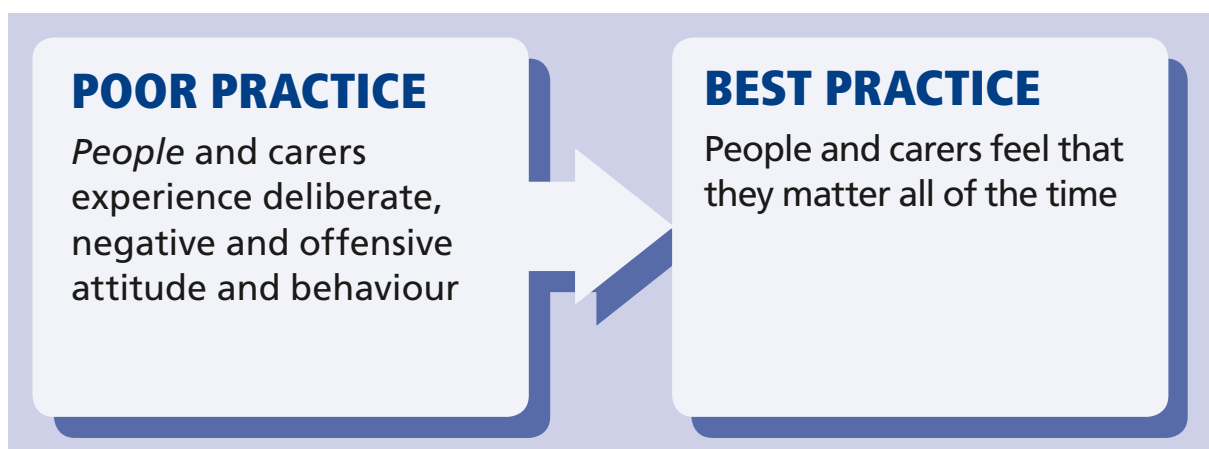 POOR PRACTICE
People and carers
experience deliberate,
negative and offensive
attitude and behaviour
BEST PRACTICE
People and carers feel that
they matter all of the time